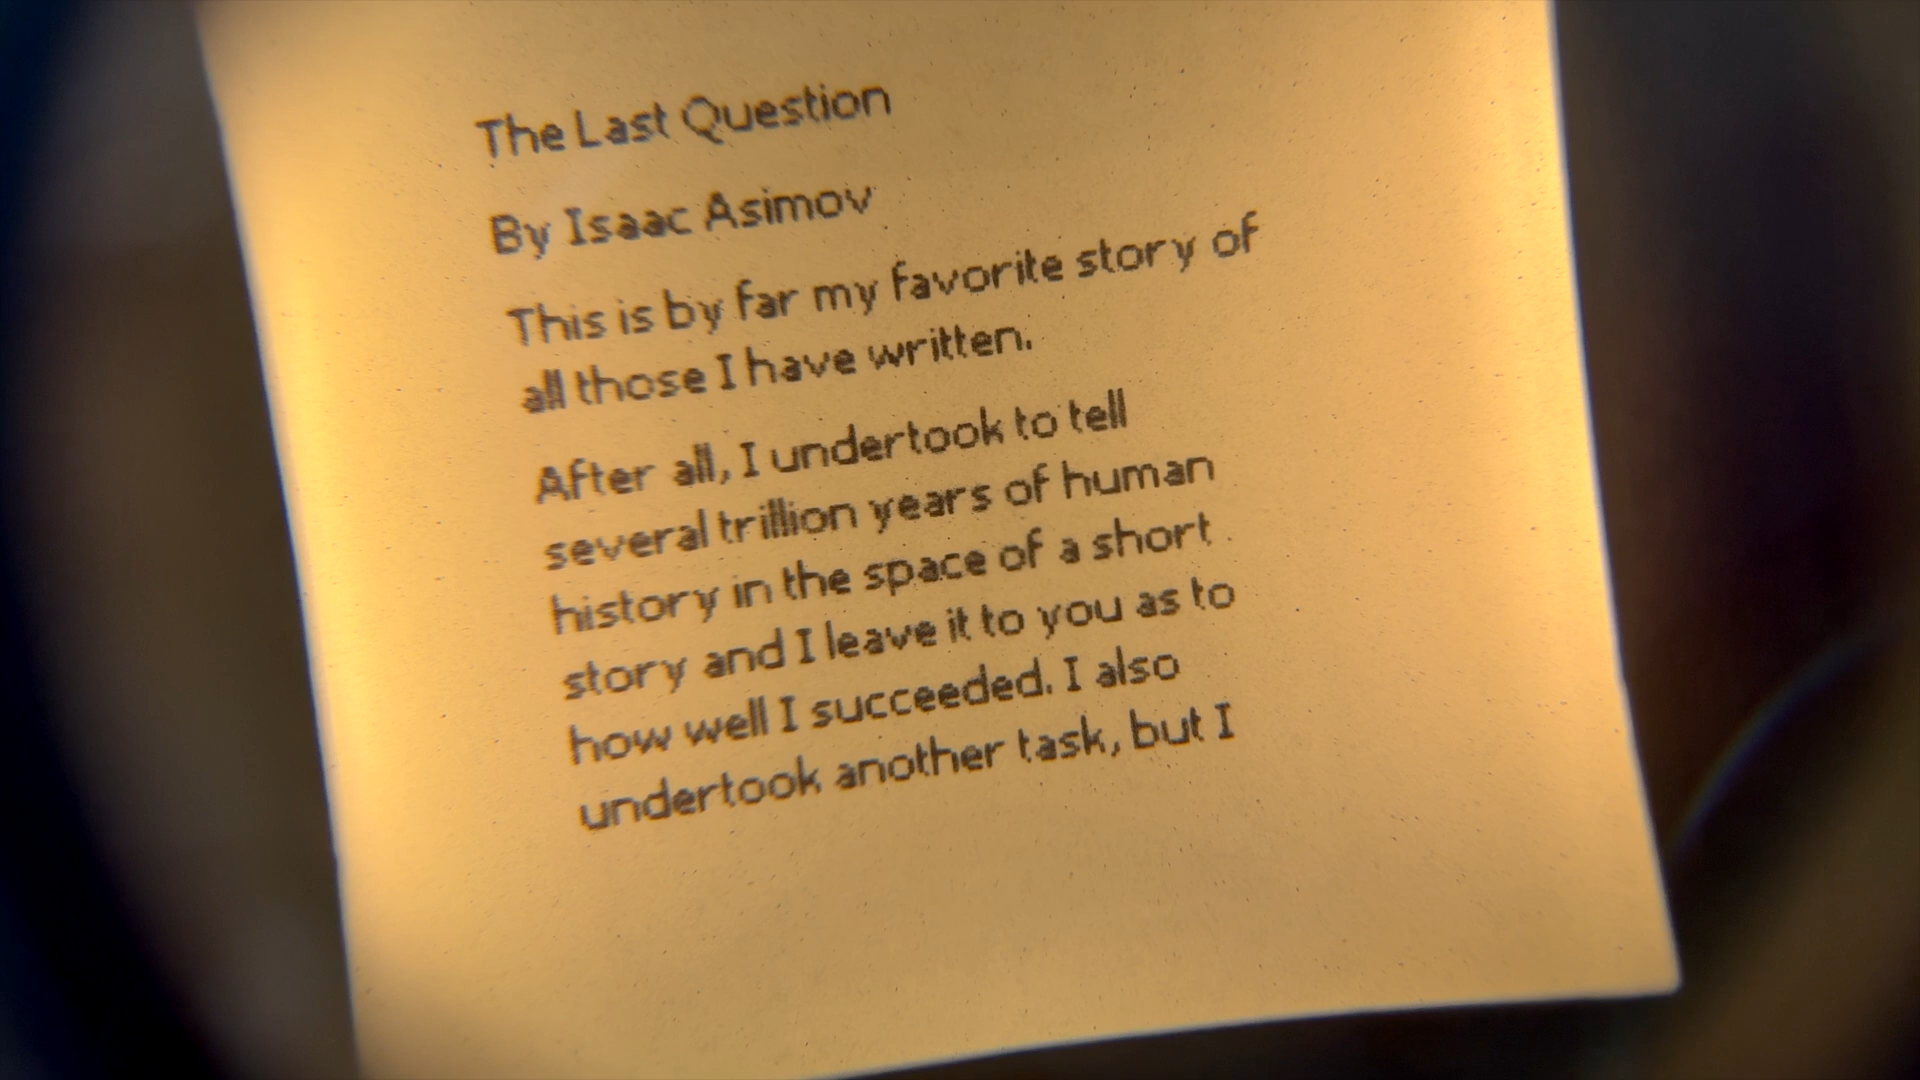 The Last Question
By Isaac Asimov
This is by far my favorite story of
all those I have written.
After all, I undertook to tell
several trillion years of human
history in the space of a short
story and I leave it to you as to
how well I succeeded. I also
undertook another task, but I